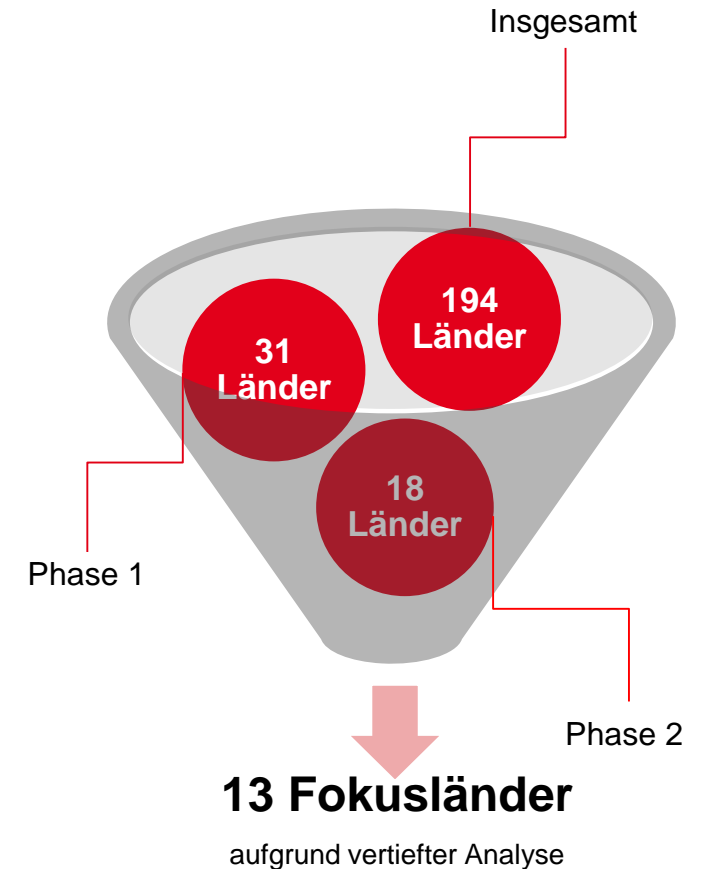 Insgesamt
194
Länder
31
Länder
18
Länder
Phase 1
Phase 2
13 Fokusländer
aufgrund vertiefter Analyse